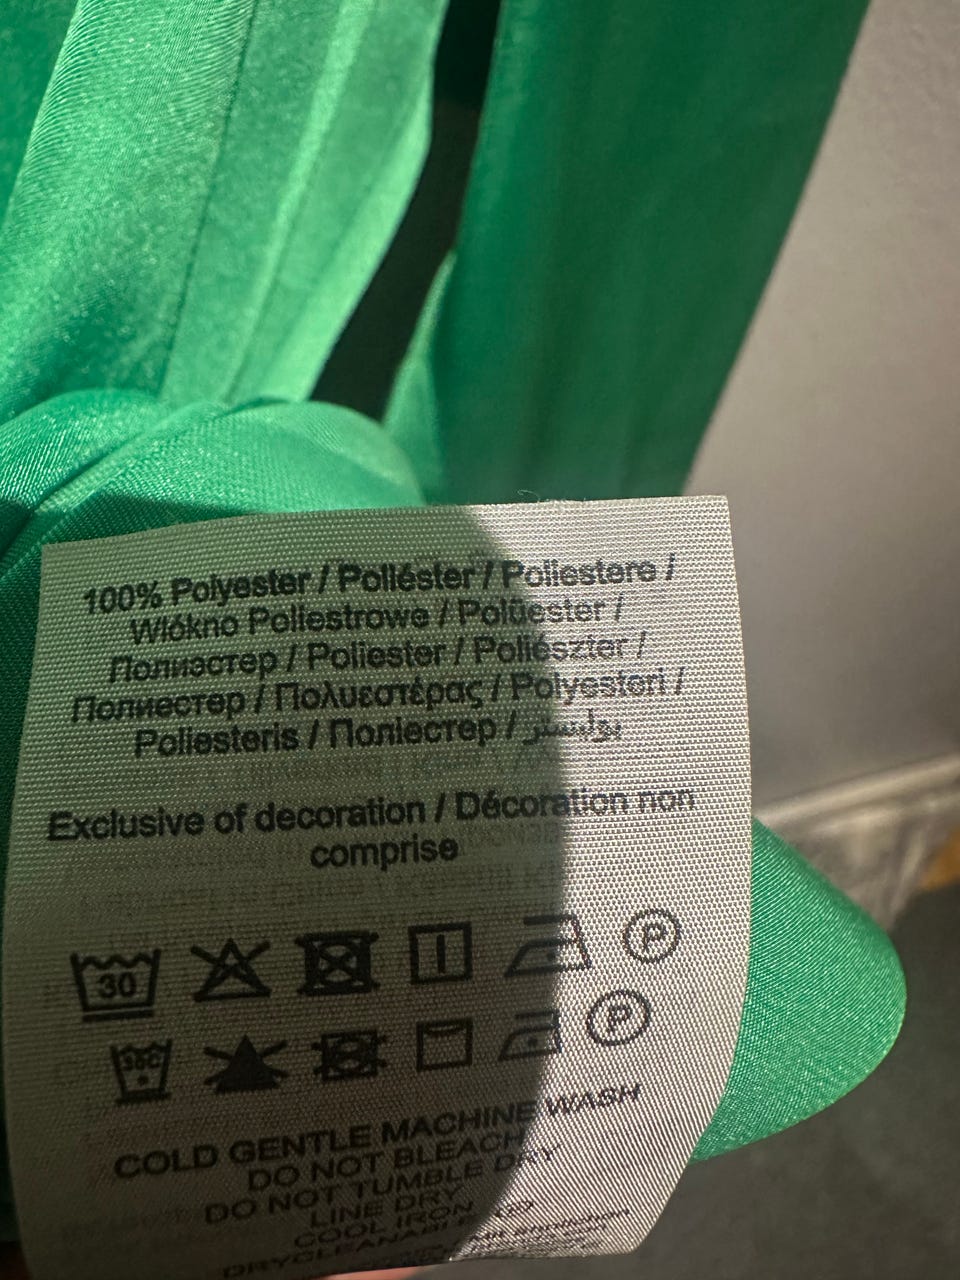 100% Polyester / Poliéster / Poliestere /
Włókno Poliestrowe / Polüester /
Полиэстер / Poliester / Poliészter /
Полиестер / Πολυεστέρας / Polyesteri /
Poliesteris / Поліестер / بوليستر
Exclusive of decoration / Décoration non
comprise
30 P
P
COLD GENTLE MACHINE WASH
DO NOT BLEACH
DO NOT TUMBLE DRY
LINE DRY
COOL IRON
DRYCLEANABLE